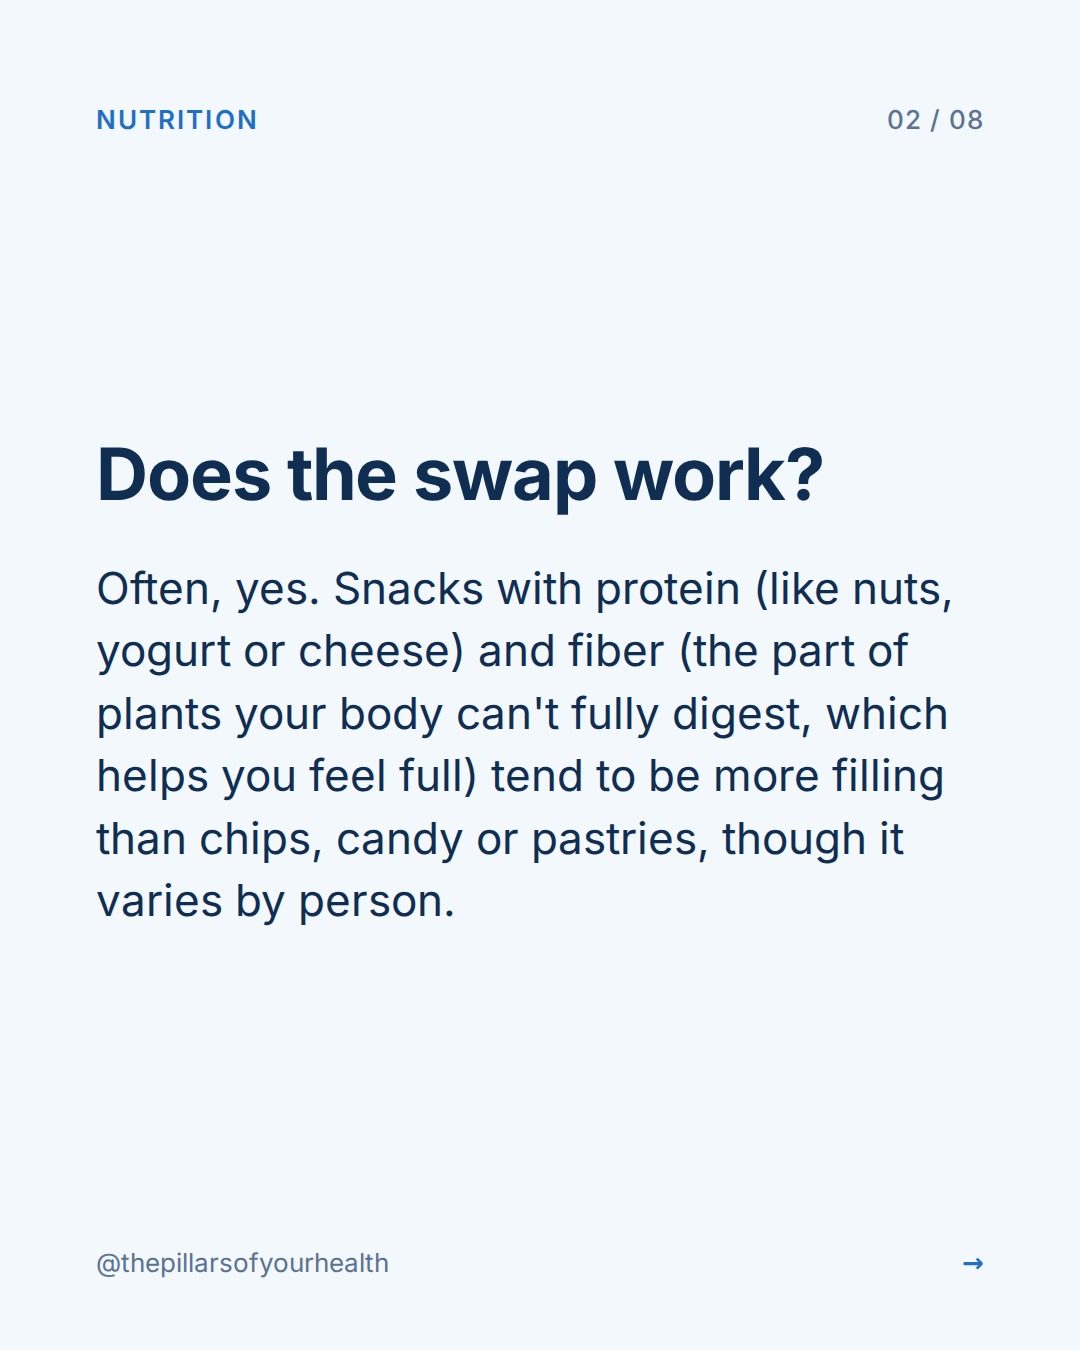 NUTRITION
02 / 08
Does the swap work?
Often, yes. Snacks with protein (like nuts,
yogurt or cheese) and fiber (the part of
plants your body can't fully digest, which
helps you feel full) tend to be more filling
than chips, candy or pastries, though it
varies by person.
@thepillarsofyourhealth
→